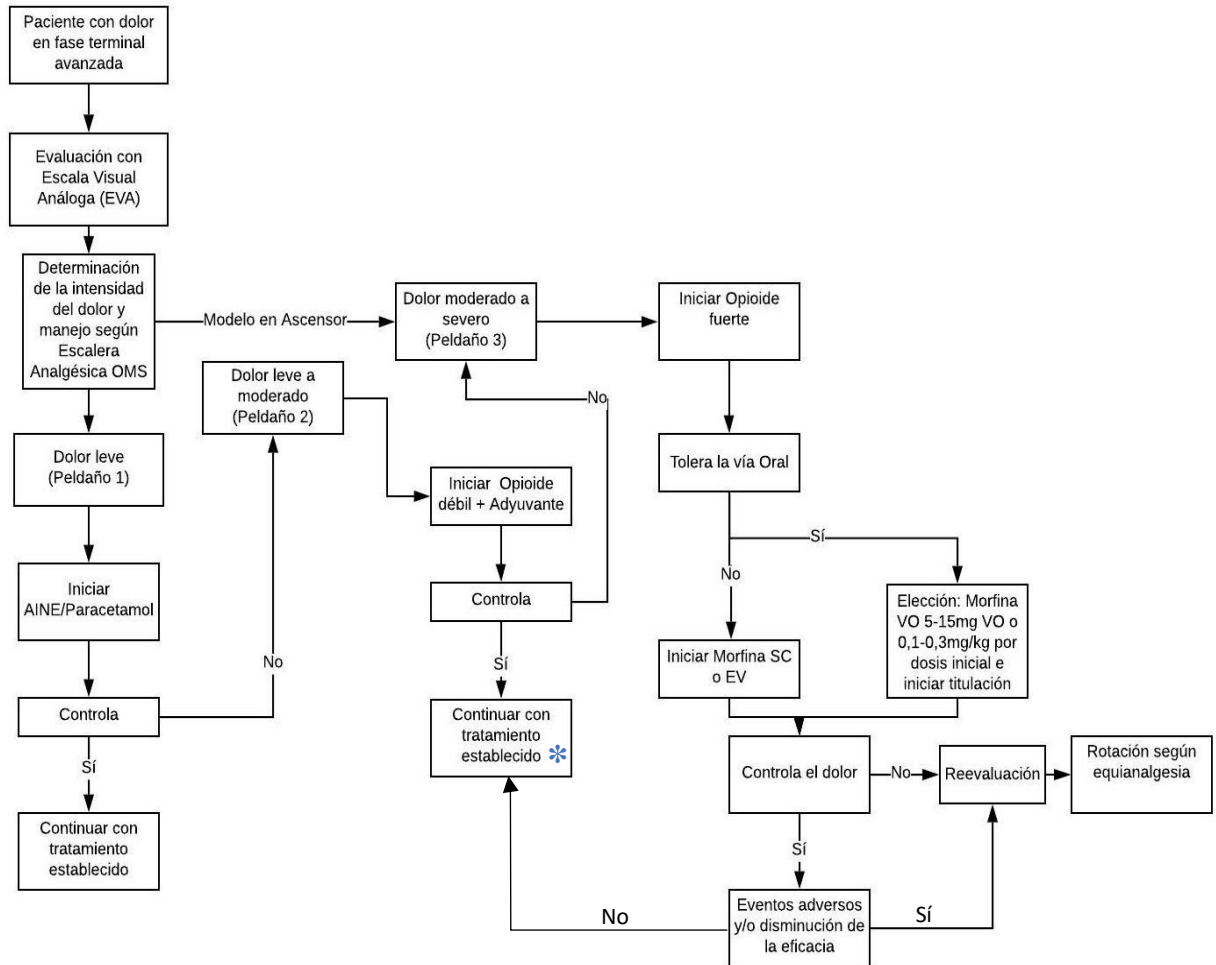 Paciente con dolor
en fase terminal
avanzada
Evaluación con
Escala Visual
Análoga (EVA)
Determinación
de la intensidad
del dolor y
manejo según
Escalera
Analgésica OMS
Modelo en Ascensor
Dolor leve
(Peldaño 1)
Iniciar
AINE/Paracetamol
Controla
Sí
Continuar con
tratamiento
establecido
No
Dolor leve a
moderado
(Peldaño 2)
Iniciar Opioide
débil + Adyuvante
Controla
Sí
Continuar con
tratamiento
establecido *
No
Dolor moderado a
severo
(Peldaño 3)
Iniciar Opioide
fuerte
Tolera la vía Oral
No
Sí
Iniciar Morfina SC
o EV
Elección: Morfina
VO 5-15mg VO o
0,1-0,3mg/kg por
dosis inicial e
iniciar titulación
Controla el dolor
No
Reevaluación
Rotación según
equianalgesia
Sí
Eventos adversos
y/o disminución de
la eficacia
No
Sí